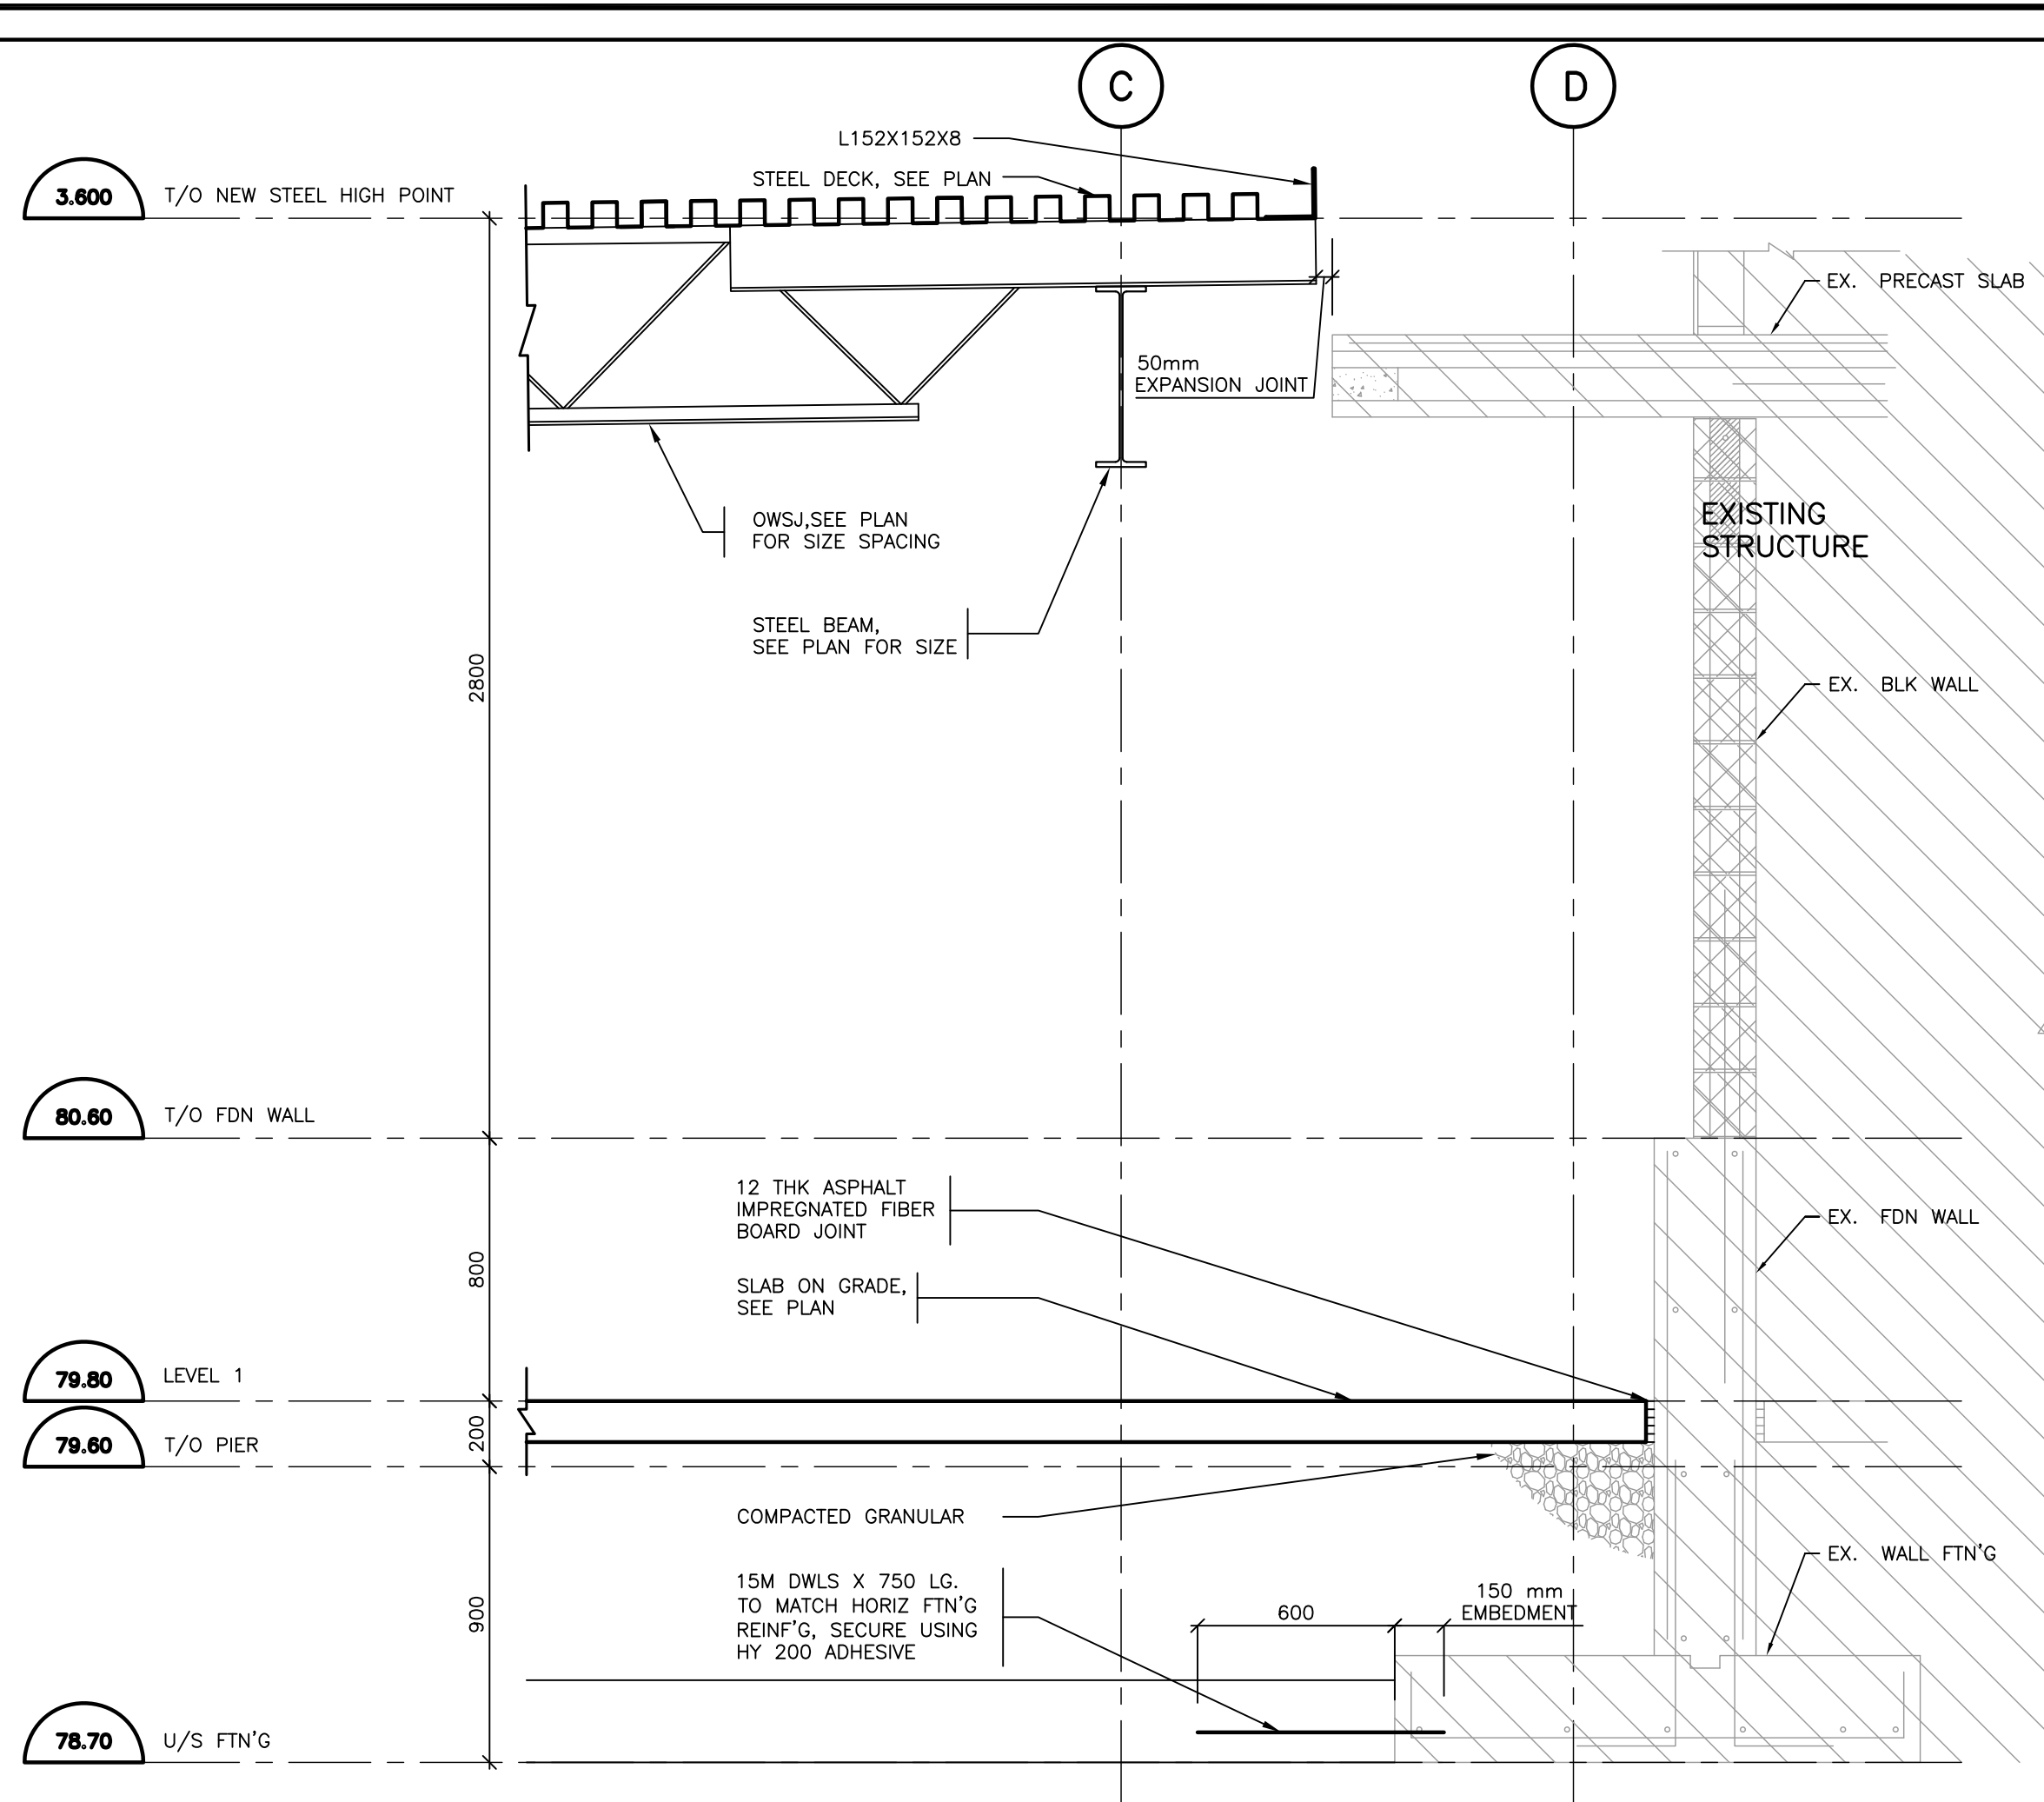 C
D
L152X152X8
STEEL DECK, SEE PLAN
3.600
T/O NEW STEEL HIGH POINT
EX. PRECAST SLAB
50mm
EXPANSION JOINT
OWSJ,SEE PLAN
FOR SIZE SPACING
EXISTING
STRUCTURE
STEEL BEAM,
SEE PLAN FOR SIZE
2800
EX. BLK WALL
80.60
T/O FDN WALL
12 THK ASPHALT
IMPREGNATED FIBER
BOARD JOINT
EX. FDN WALL
800
SLAB ON GRADE,
SEE PLAN
79.80
LEVEL 1
200
79.60
T/O PIER
COMPACTED GRANULAR
EX. WALL FTN'G
15M DWLS X 750 LG.
TO MATCH HORIZ FTN'G
REINF'G, SECURE USING
HY 200 ADHESIVE
900
600
150 mm
EMBEDMENT
78.70
U/S FTN'G